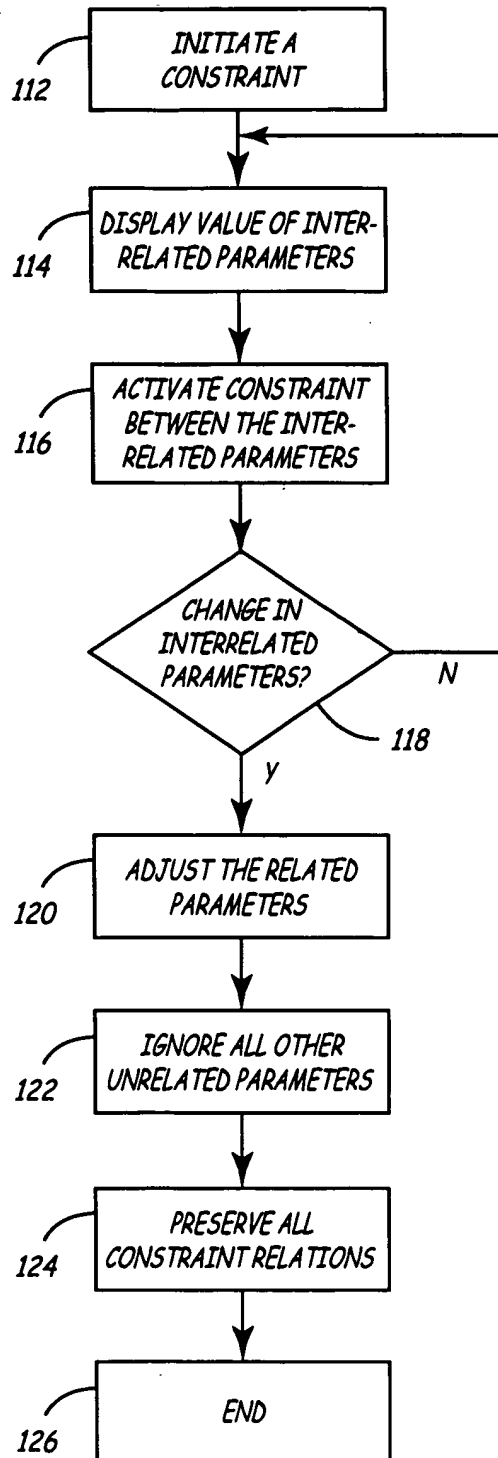 INITIATE A
CONSTRAINT
112
DISPLAY VALUE OF INTER-
RELATED PARAMETERS
114
ACTIVATE CONSTRAINT
BETWEEN THE INTER-
RELATED PARAMETERS
116
CHANGE IN
INTERRELATED
PARAMETERS?
N
118
Y
ADJUST THE RELATED
PARAMETERS
120
IGNORE ALL OTHER
UNRELATED PARAMETERS
122
PRESERVE ALL
CONSTRAINT RELATIONS
124
END
126